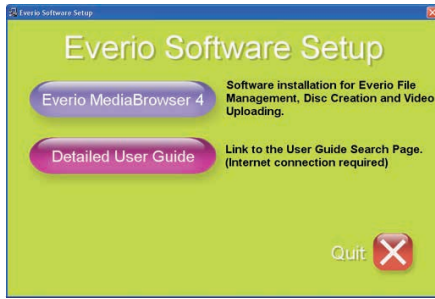 Everio Software Setup
Everio Software Setup
Everio MediaBrowser 4
Software installation for Everio File
Management, Disc Creation and Video
Uploading.
Detailed User Guide
Link to the User Guide Search Page.
(Internet connection required)
Quit